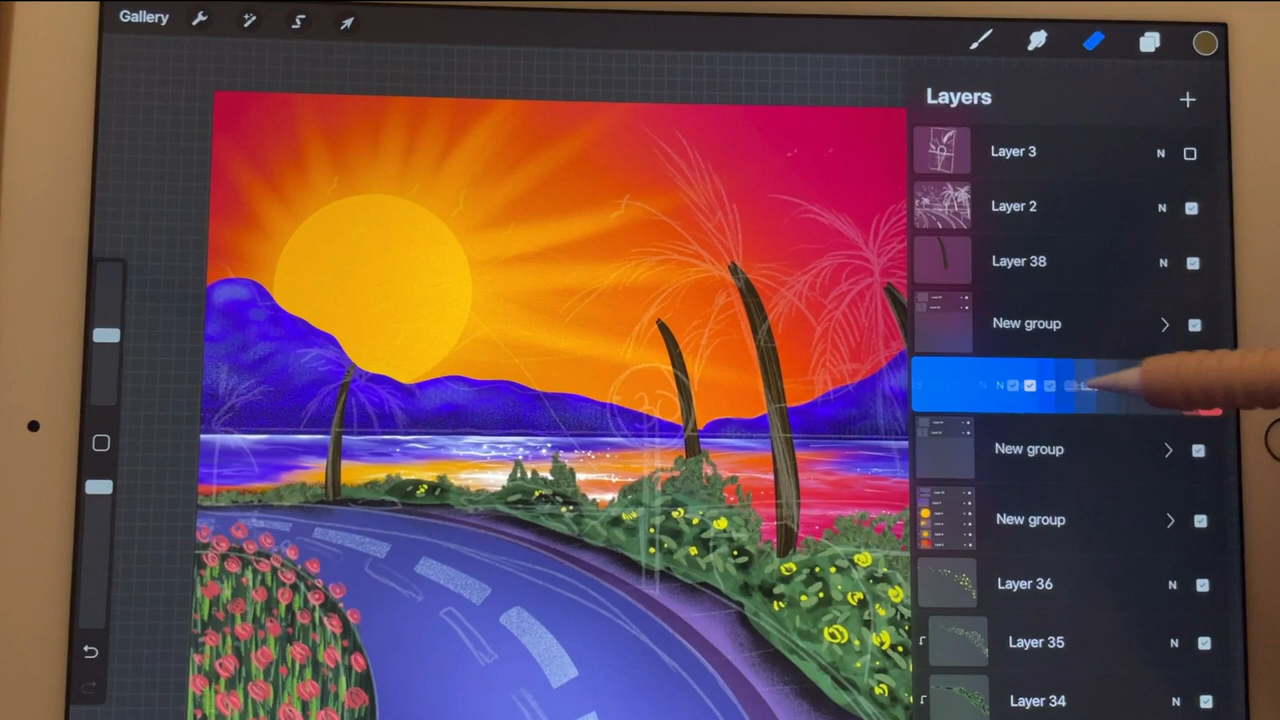 Gallery
Layers
Layer 3 N
Layer 2 N
Layer 38 N
New group
N
New group
New group
Layer 36 N
Layer 35 N
Layer 34 N